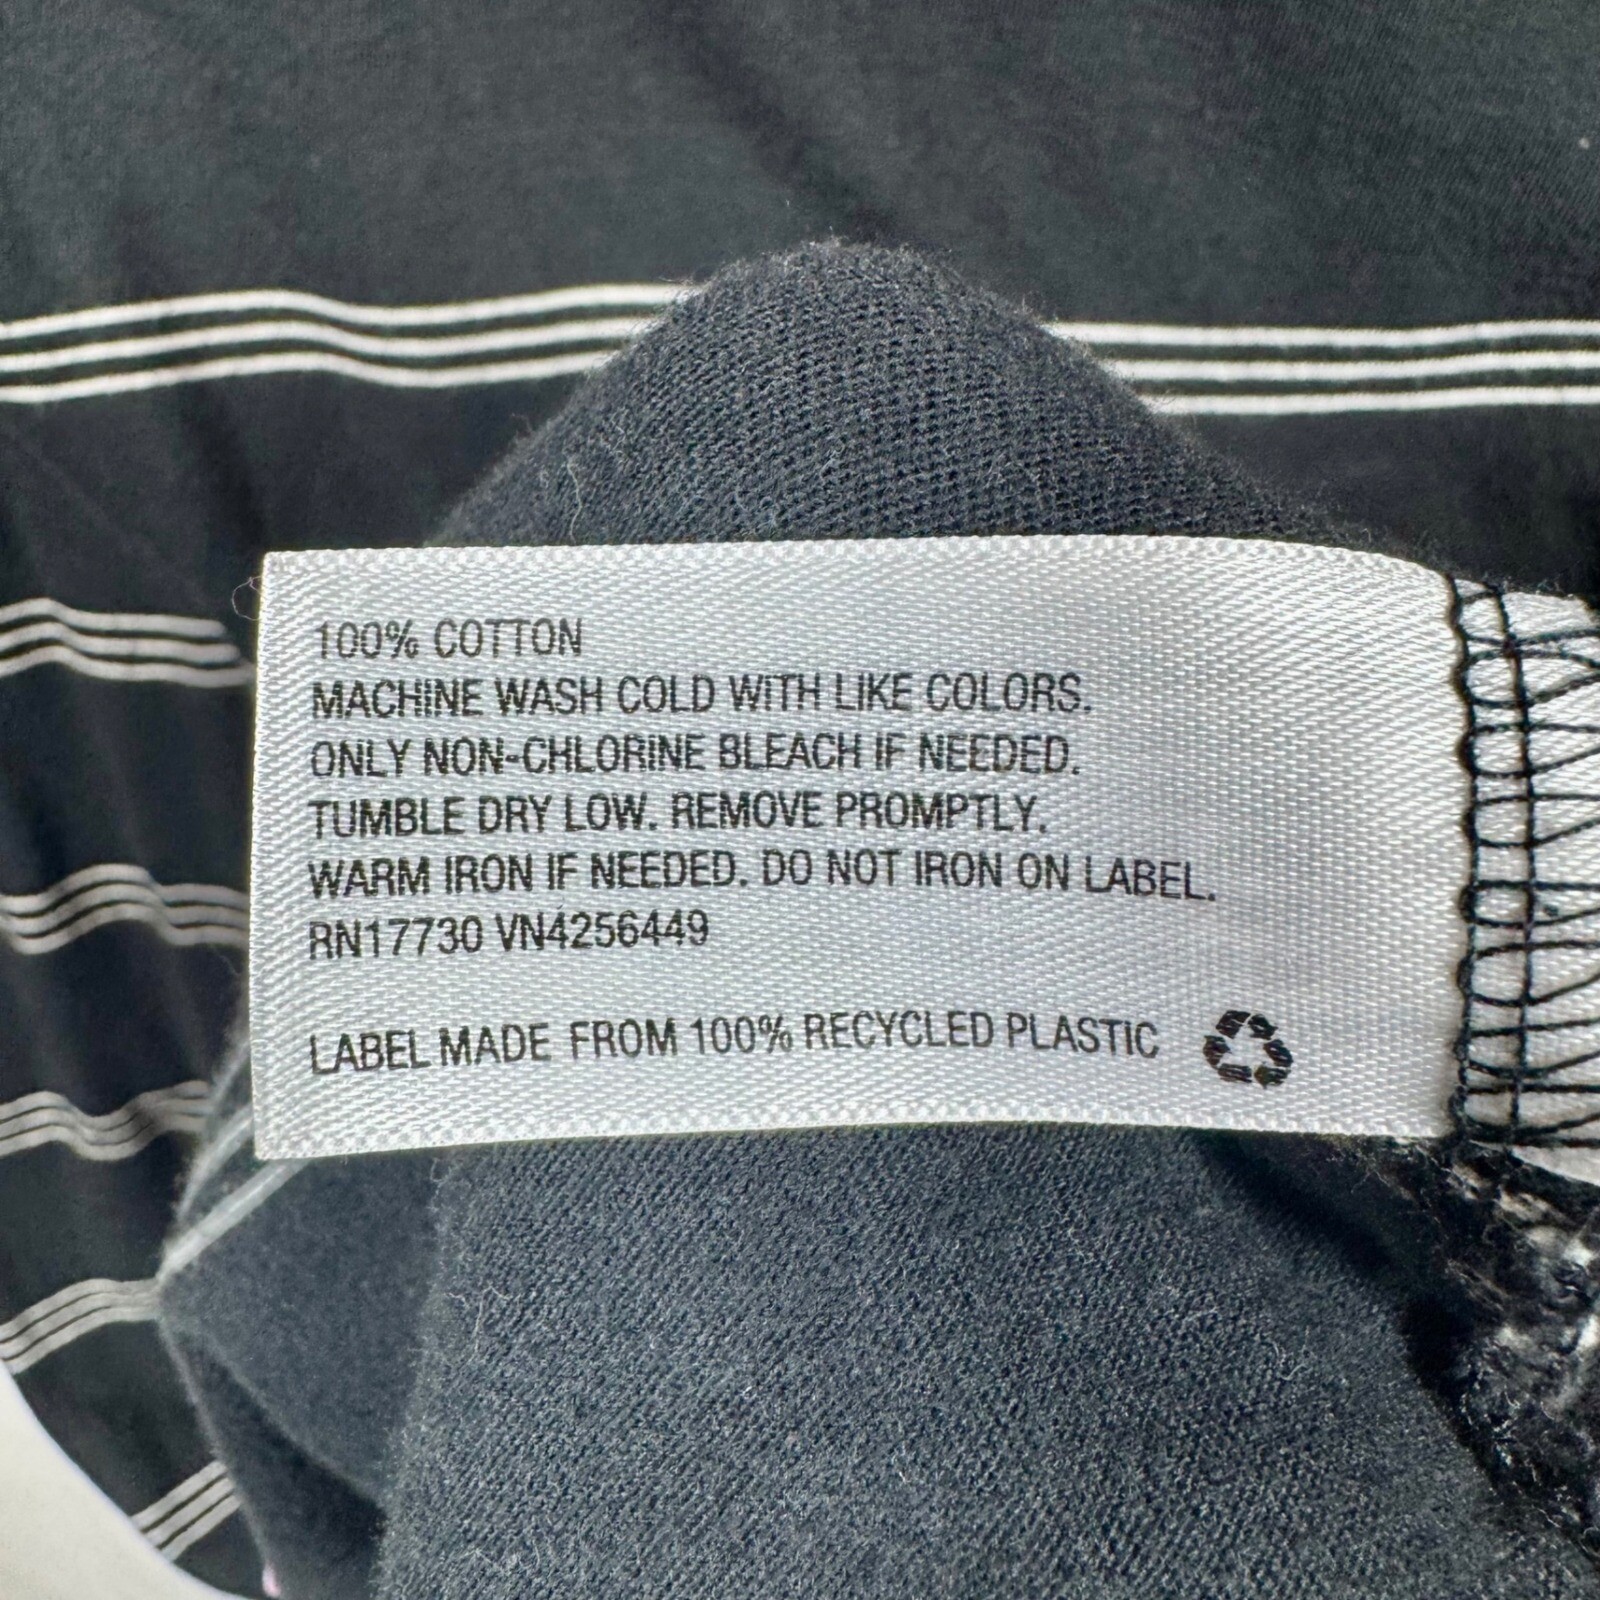 100% COTTON
MACHINE WASH COLD WITH LIKE COLORS.
ONLY NON-CHLORINE BLEACH IF NEEDED.
TUMBLE DRY LOW. REMOVE PROMPTLY.
WARM IRON IF NEEDED. DO NOT IRON ON LABEL.
RN17730 VN4256449
LABEL MADE FROM 100% RECYCLED PLASTIC